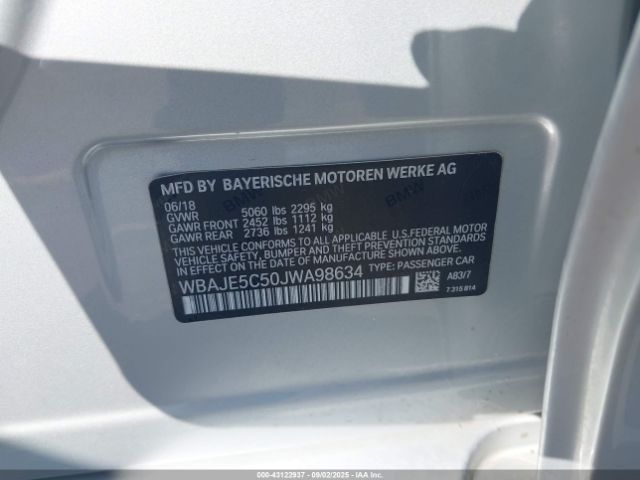 MFD BY BAYERISCHE MOTOREN WERKE AG
06/18
GVWR 5060 lbs 2295 kg
GAWR FRONT 2452 lbs 1112 kg
GAWR REAR 2736 lbs 1241 kg
THIS VEHICLE CONFORMS TO ALL APPLICABLE U.S.FEDERAL MOTOR
VEHICLE SAFETY, BUMPER, AND THEFT PREVENTION STANDARDS
IN EFFECT ON THE DATE OF MANUFACTURE SHOWN ABOVE.
WBAJE5C50JWA98634 TYPE: PASSENGER CAR
A83/7
7 315 814
000-43122937 - 09/02/2025 - IAAI.COM